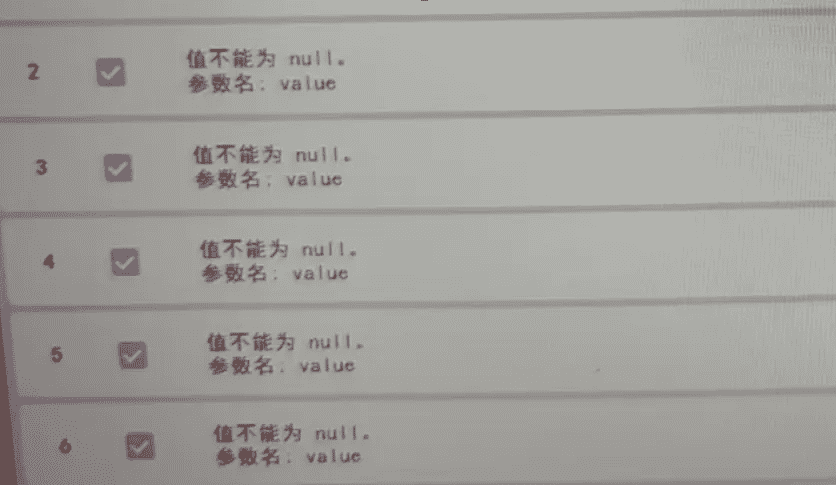 2
值不能为 null。
参数名: value
3
值不能为 null。
参数名: value
4
值不能为 null。
参数名: value
5
值不能为 null。
参数名: value
6
值不能为 null。
参数名: value